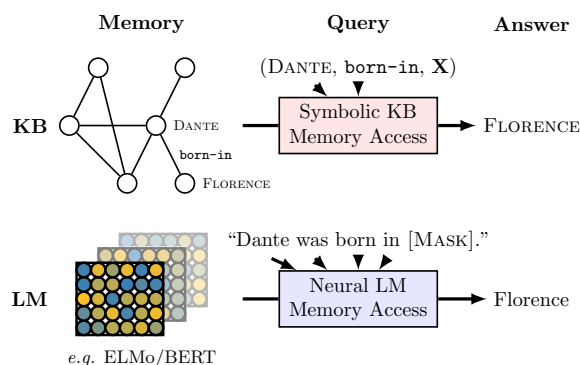 Memory Query Answer
(DANTE, born-in, X)
KB
DANTE
born-in
FLORENCE
Symbolic KB
Memory Access
FLORENCE
“Dante was born in [MASK].”
LM
Neural LM
Memory Access
Florence
e.g. ELMo/BERT